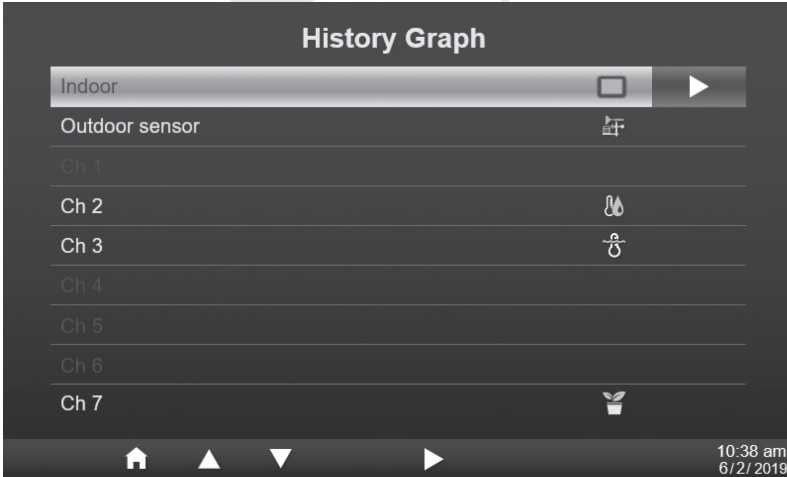 History Graph
Indoor
Outdoor sensor
Ch 1
Ch 2
Ch 3
Ch 4
Ch 5
Ch 6
Ch 7
10:38 am
6/2/2019